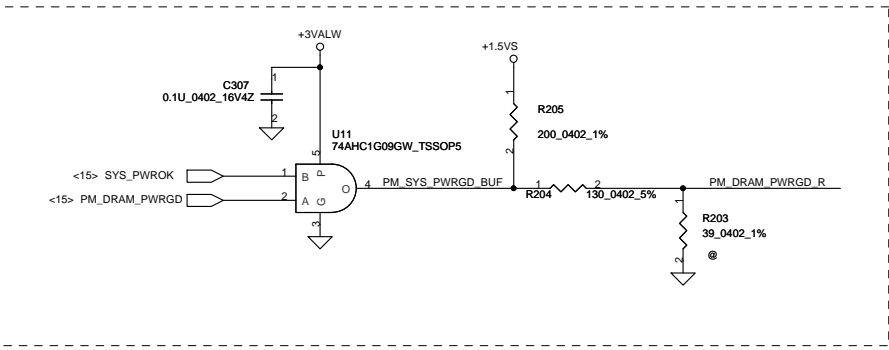 +3VALW
+1.5VS
1
C307
0.1U_0402_16V4Z
2
1
R205
200_0402_1%
2
U11
74AHC1G09GW_TSSOP5
5
<15> SYS_PWROK
1
B
P
<15> PM_DRAM_PWRGD
2
A
G
O
4
PM_SYS_PWRGD_BUF
3
1
2
R204
130_0402_5%
PM_DRAM_PWRGD_R
1
R203
39_0402_1%
2
@